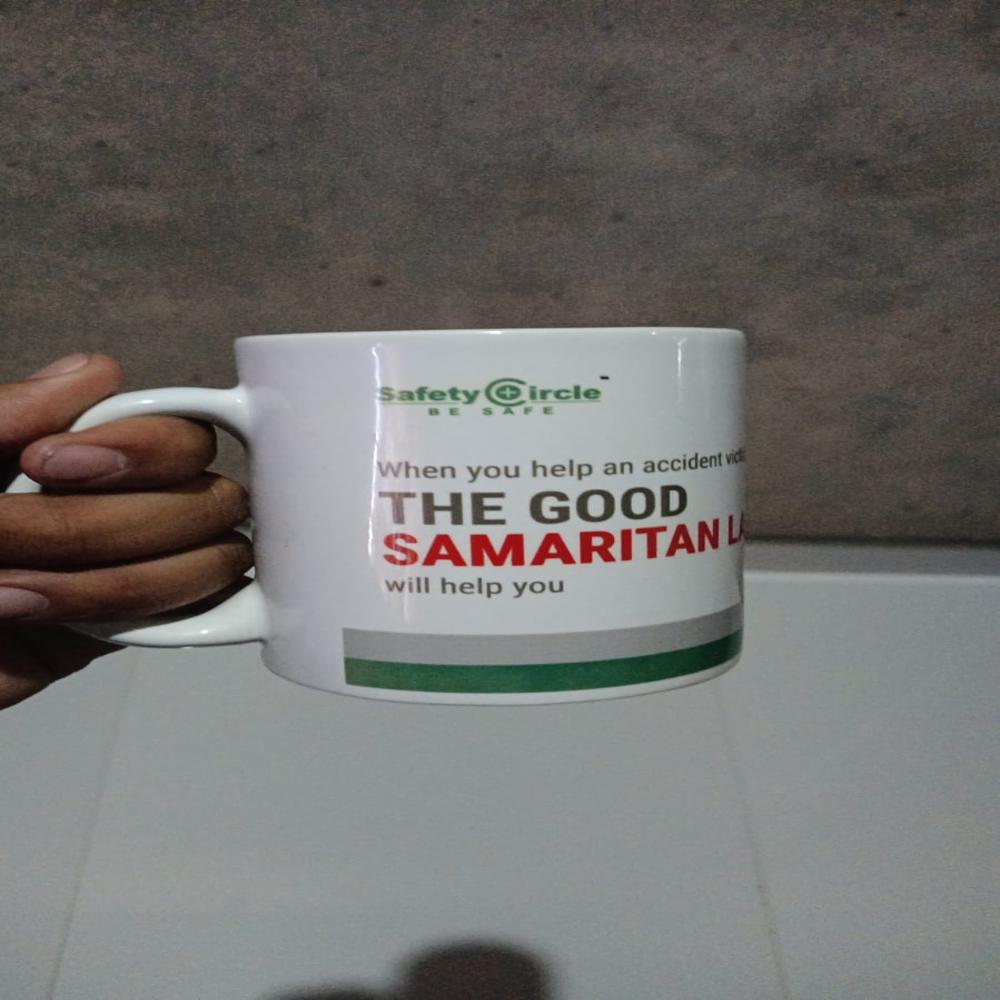 Safety Circle
BE SAFE
When you help an accident
THE GOOD
SAMARITAN
will help you